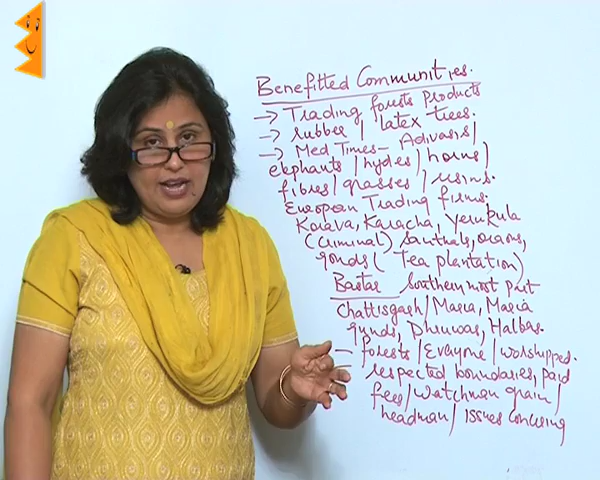 Benefitted Communities.
→ Trading forests products
→ rubber / latex trees.
→ Med Times - Adivasis /
elephants / hydes / horns /
fibres / grasses / resins.
European Trading firms.
Korava, Karacha, Yerukula
(criminal) Santhals, oraons,
gonds ( Tea plantation)
Bastar Southern most part
Chattisgarh / Maria, Maria
gunds, Dhurwas, Halbas.
- forests / Everyone / worshipped.
- respected boundaries, paid
fees / watchman grain /
headman / issues concerning